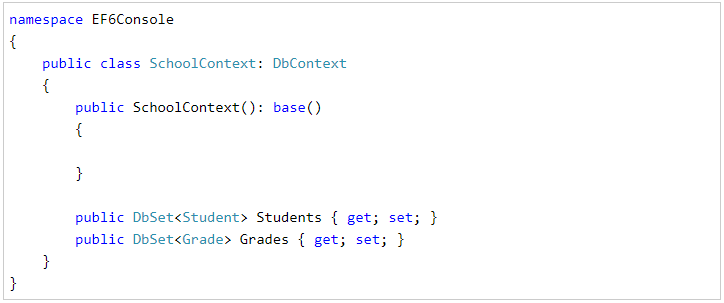 namespace EF6Console
{
    public class SchoolContext: DbContext
    {
        public SchoolContext(): base()
        {

        }

        public DbSet<Student> Students { get; set; }
        public DbSet<Grade> Grades { get; set; }
    }
}